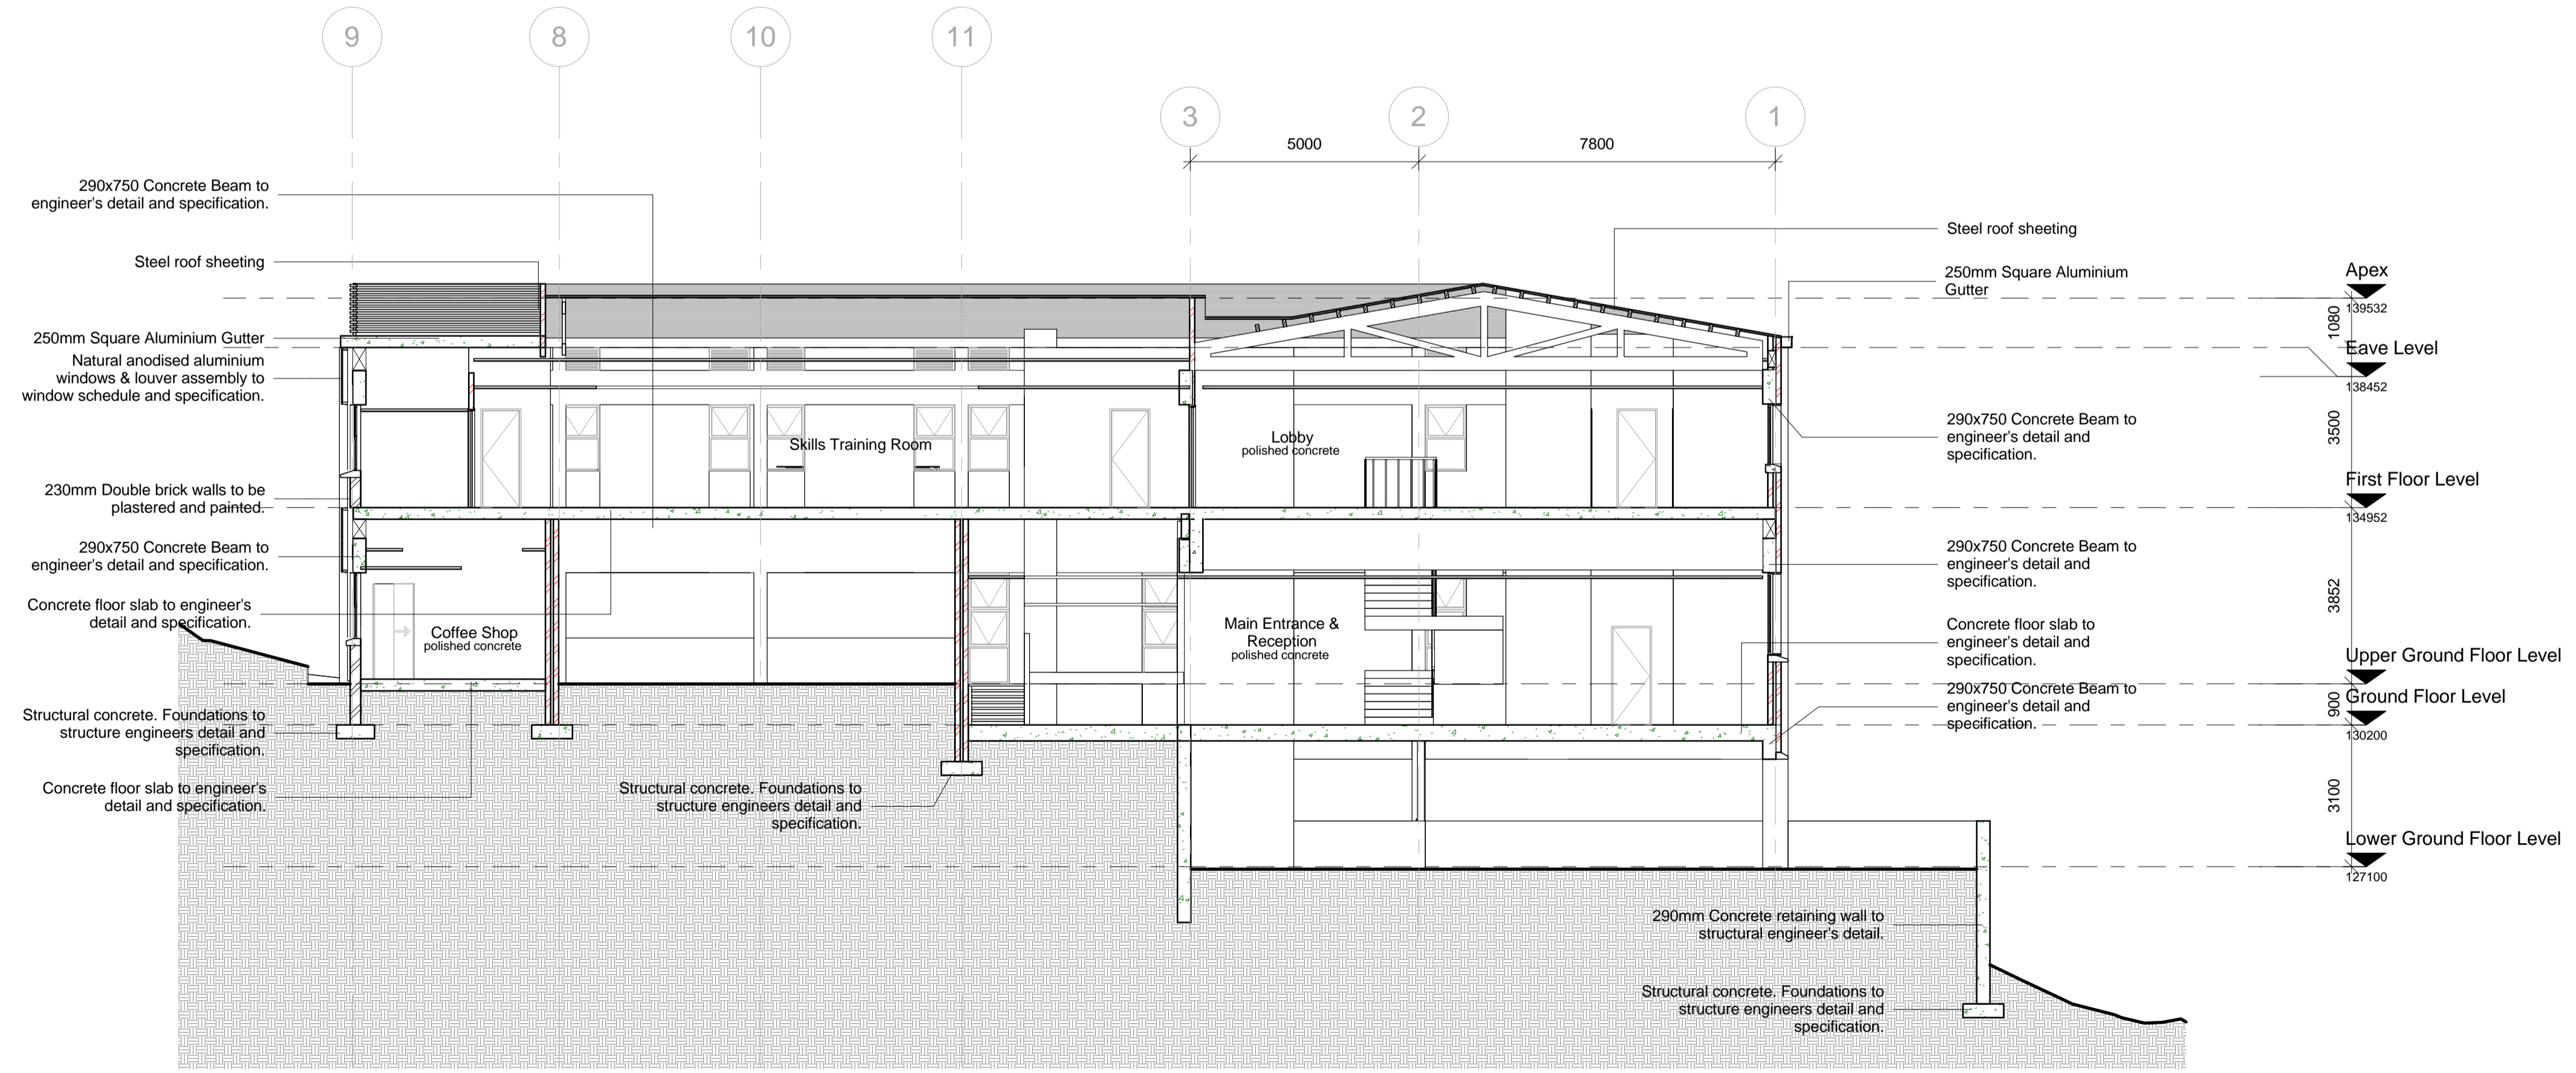 9
8
10
11
3
2
1
5000
7800
290x750 Concrete Beam to
engineer's detail and specification.
Steel roof sheeting
250mm Square Aluminium Gutter
Natural anodised aluminium
windows & louver assembly to
window schedule and specification.
230mm Double brick walls to be
plastered and painted.
290x750 Concrete Beam to
engineer's detail and specification.
Concrete floor slab to engineer's
detail and specification.
Structural concrete. Foundations to
structure engineers detail and
specification.
Concrete floor slab to engineer's
detail and specification.
Skills Training Room
Lobby
polished concrete
Coffee Shop
polished concrete
Main Entrance &
Reception
polished concrete
Structural concrete. Foundations to
structure engineers detail and
specification.
290mm Concrete retaining wall to
structural engineer's detail.
Structural concrete. Foundations to
structure engineers detail and
specification.
Steel roof sheeting
250mm Square Aluminium
Gutter
290x750 Concrete Beam to
engineer's detail and
specification.
290x750 Concrete Beam to
engineer's detail and
specification.
Concrete floor slab to
engineer's detail and
specification.
290x750 Concrete Beam to
engineer's detail and
specification.
Apex
139532
11080
Eave Level
138452
3500
First Floor Level
134952
3852
Upper Ground Floor Level
900
Ground Floor Level
130200
3100
Lower Ground Floor Level
127100